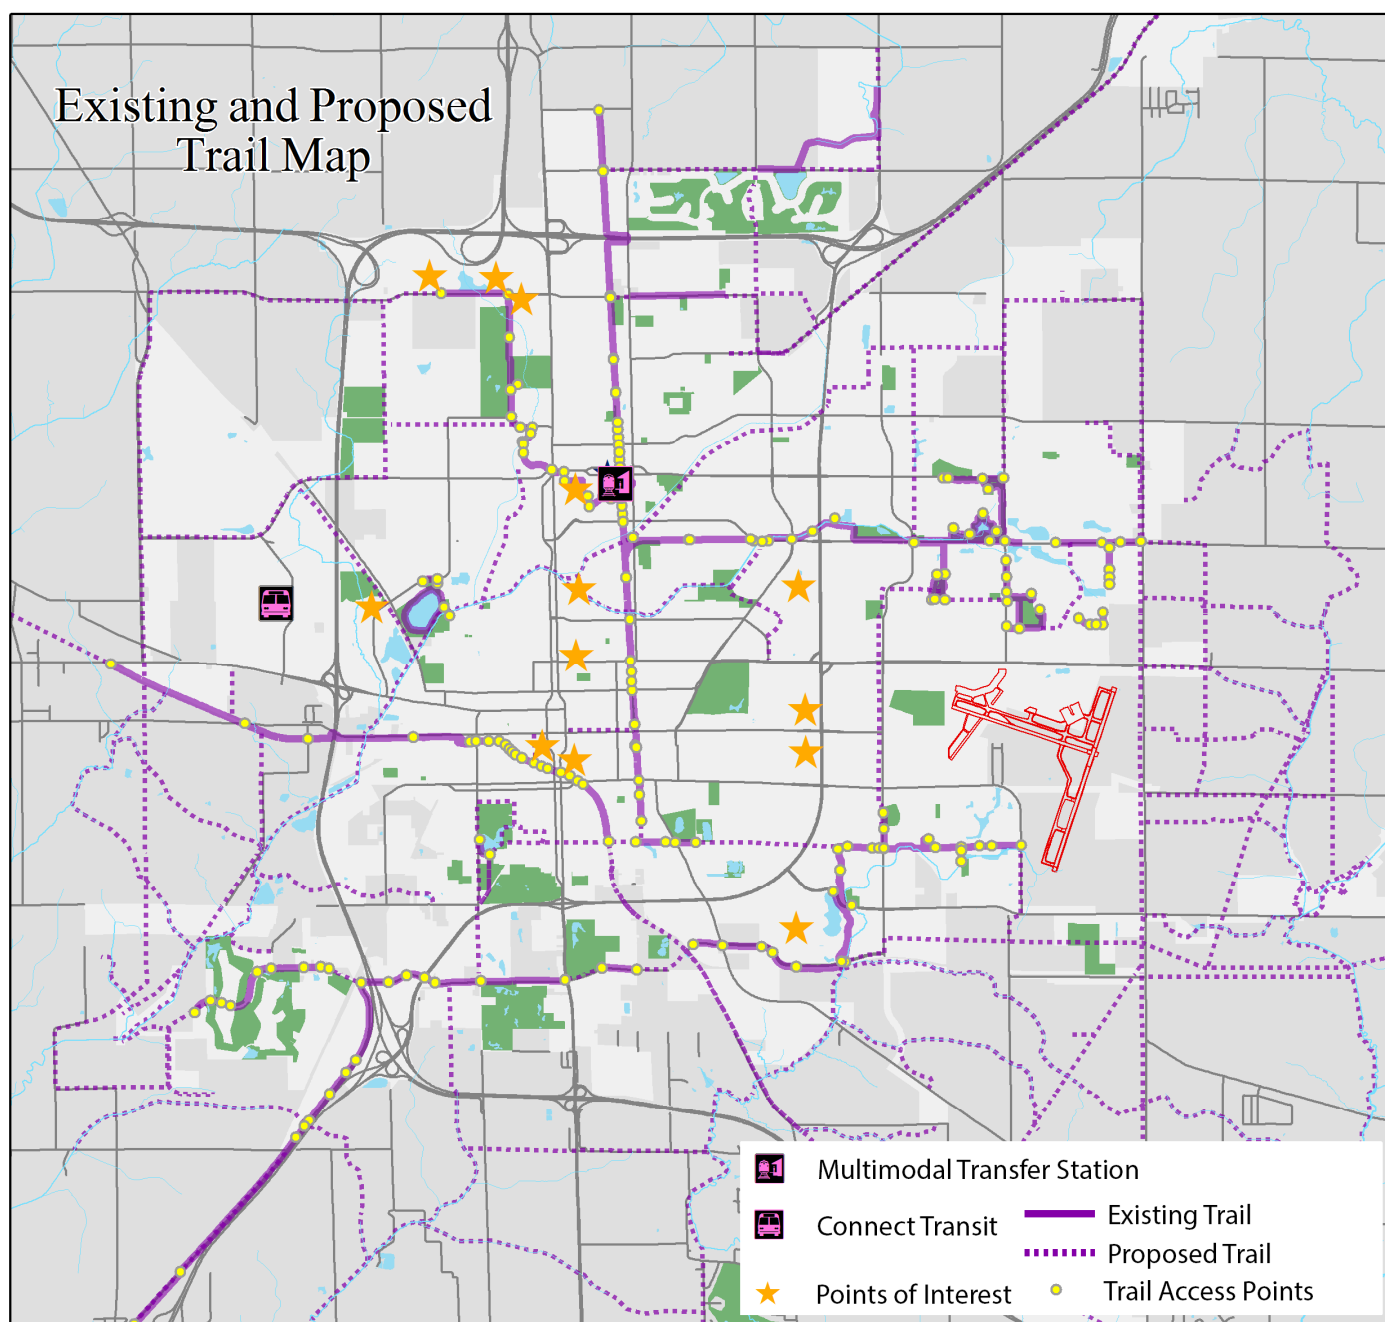 Existing and Proposed
Trail Map
Multimodal Transfer Station
Connect Transit
Existing Trail
Proposed Trail
Points of Interest
Trail Access Points